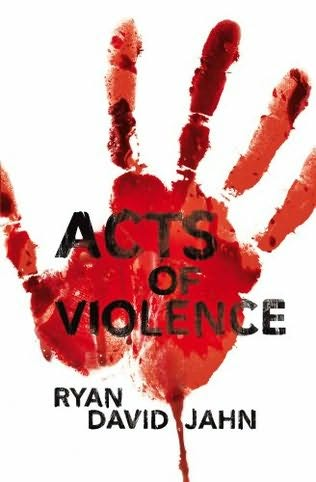 ACTS
OF
VIOLENCE
RYAN
DAVID JAHN